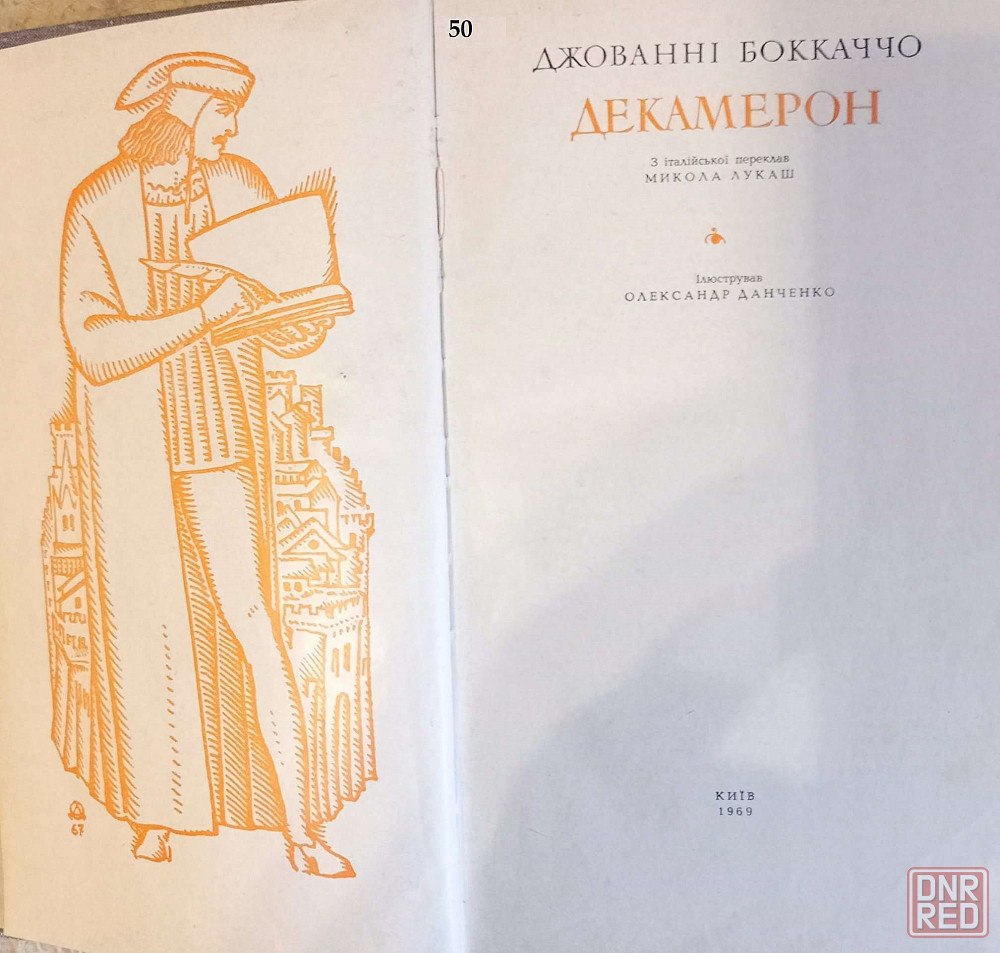 50
ДЖОВАННІ БОККАЧЧО
ДЕКАМЕРОН
З італійської переклав
МИКОЛА ЛУКАШ
Ілюстрував
ОЛЕКСАНДР ДАНЧЕНКО
КИЇВ
1969
67
DNR
RED